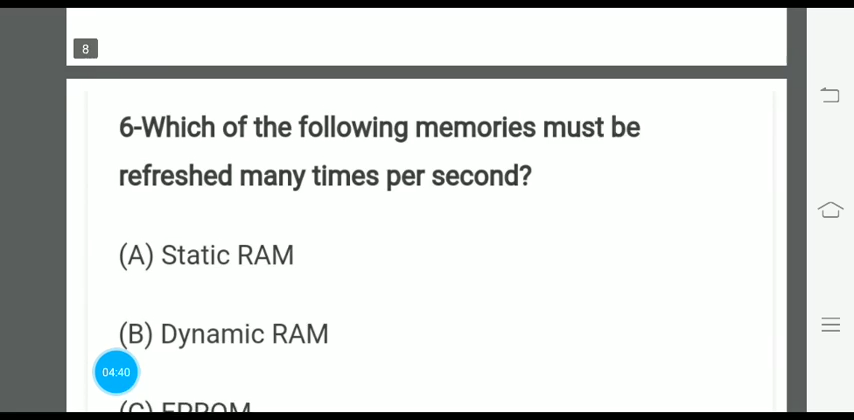 8
6-Which of the following memories must be
refreshed many times per second?
(A) Static RAM
(B) Dynamic RAM
04:40
(C) EPROM